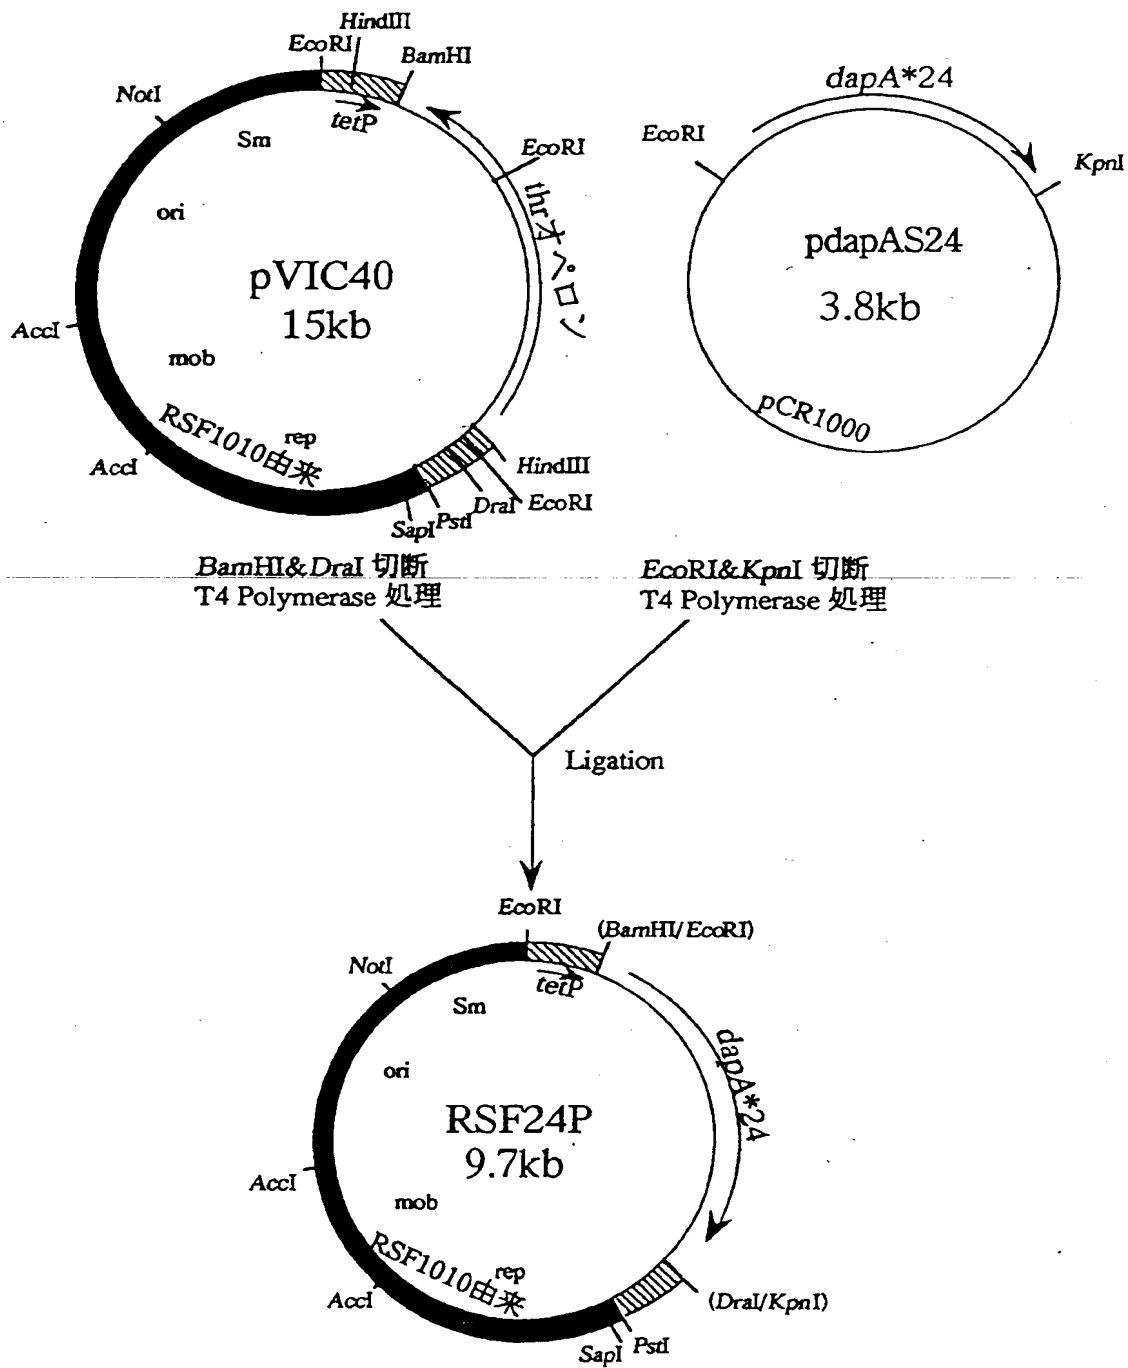 HindIII
EcoRI
BamHI
NotI
tetP
Sm
EcoRI
thrオペロン
ori
pVIC40
15kb
AccI
mob
RSF1010由来
rep
AccI
HindIII
EcoRI
DraI
PstI
SapI
dapA*24
EcoRI
KpnI
pdapAS24
3.8kb
pCR1000
BamHI&DraI 切断
T4 Polymerase 処理
EcoRI&KpnI 切断
T4 Polymerase 処理
Ligation
EcoRI
(BamHI/EcoRI)
NotI
tetP
Sm
dapA*24
ori
RSF24P
9.7kb
AccI
mob
RSF1010由来
rep
AccI
(DraI/KpnI)
PstI
SapI